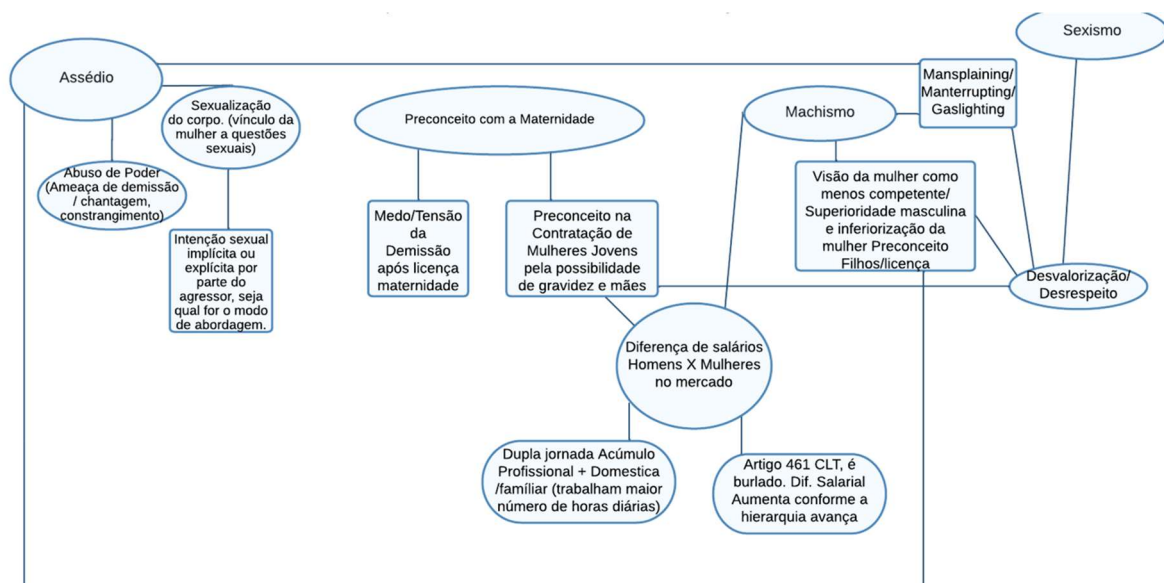 Sexismo
Assédio
Mansplaining/
Manterrupting/
Gaslighting
Sexualização
do corpo. (vínculo da
mulher a questões
sexuais)
Preconceito com a Maternidade
Machismo
Abuso de Poder
(Ameaça de demissão
/ chantagem,
constrangimento)
Visão da mulher como
menos competente/
Superioridade masculina
e inferiorização da
mulher Preconceito
Filhos/licença
Medo/Tensão
da
Demissão
após licença
maternidade
Preconceito na
Contratação de
Mulheres Jovens
pela possibilidade
de gravidez e mães
Intenção sexual
implícita ou
explícita por
parte do
agressor, seja
qual for o modo
de abordagem.
Desvalorização/
Desrespeito
Diferença de salários
Homens X Mulheres
no mercado
Dupla jornada Acúmulo
Profissional + Domestica
/famíliar (trabalham maior
número de horas diárias)
Artigo 461 CLT, é
burlado. Dif. Salarial
Aumenta conforme a
hierarquia avança